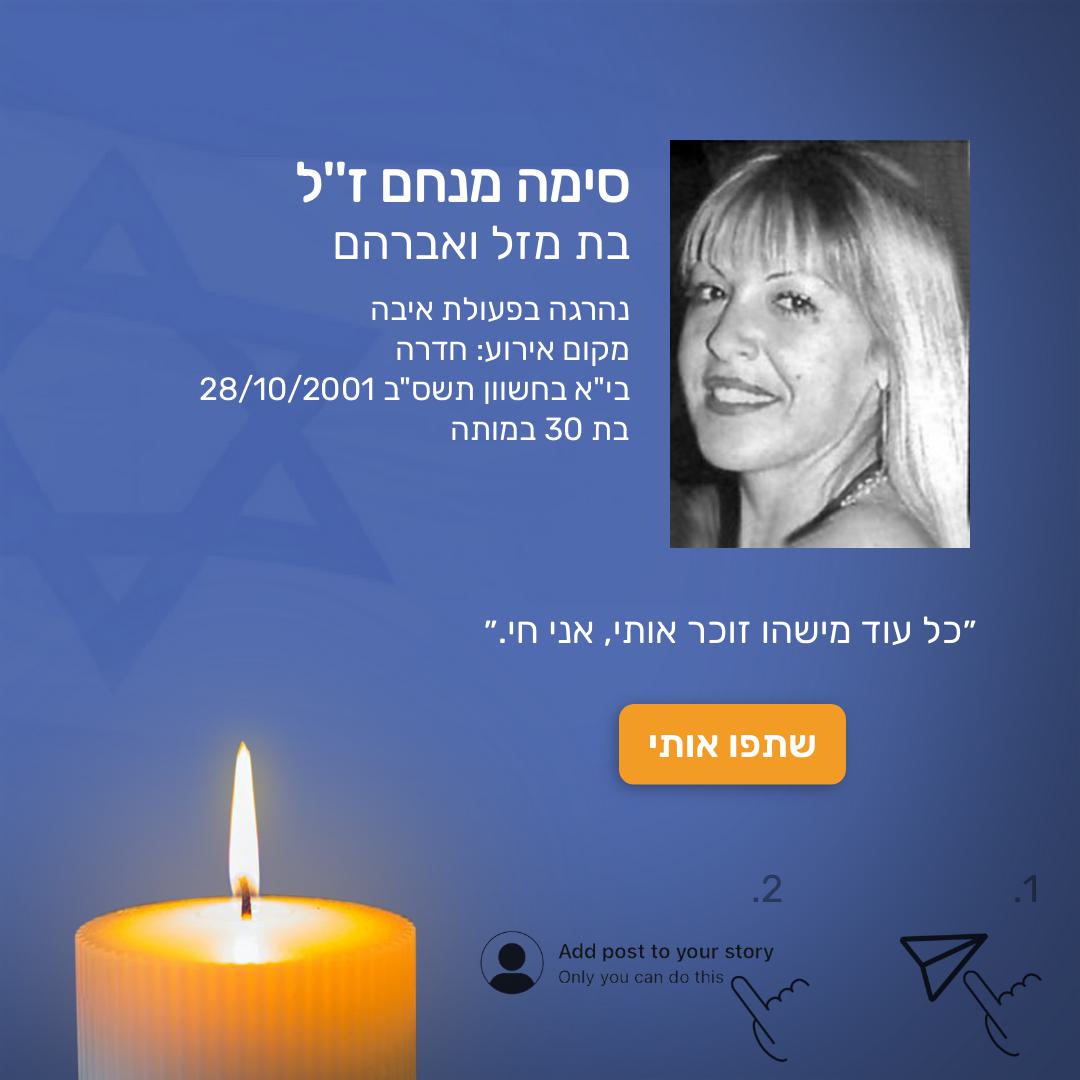 סימה מנחם ז"ל
בת מזל ואברהם
נהרגה בפעולת איבה
מקום אירוע: חדרה
בי"א בחשוון תשס"ב 28/10/2001
בת 30 במותה
״כל עוד מישהו זוכר אותי, אני חי.״
שתפו אותי
.1
.2
Add post to your story
Only you can do this